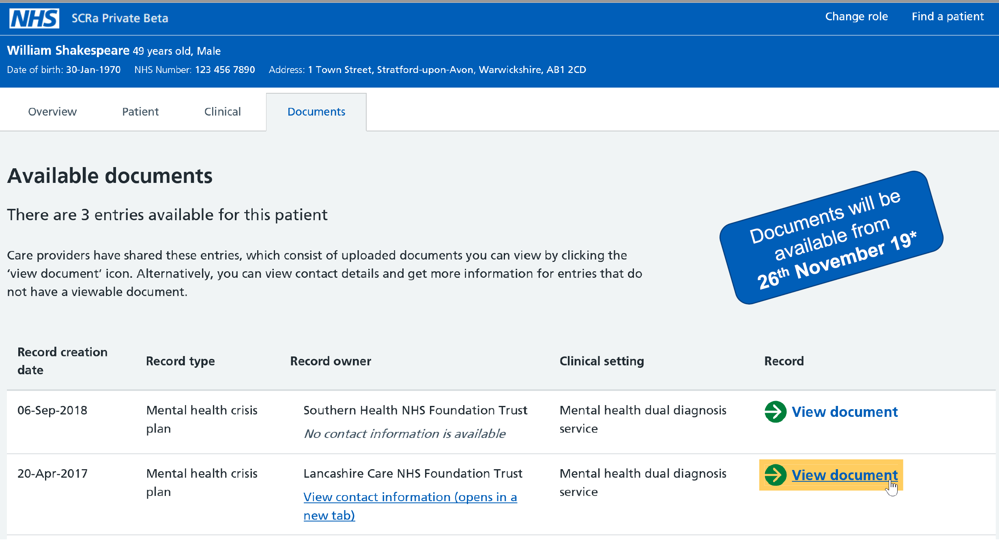 NHS SCRa Private Beta Change role Find a patient
William Shakespeare 49 years old, Male
Date of birth: 30-Jan-1970 NHS Number: 123 456 7890 Address: 1 Town Street, Stratford-upon-Avon, Warwickshire, AB1 2CD
Overview Patient Clinical Documents
Available documents
There are 3 entries available for this patient
Care providers have shared these entries, which consist of uploaded documents you can view by clicking the
‘view document’ icon. Alternatively, you can view contact details and get more information for entries that do
not have a viewable document.
Documents will be
available from
26th November 19*
Record creation
date
Record type
Record owner
Clinical setting
Record
06-Sep-2018
Mental health crisis
plan
Southern Health NHS Foundation Trust
No contact information is available
Mental health dual diagnosis
service
View document
20-Apr-2017
Mental health crisis
plan
Lancashire Care NHS Foundation Trust
View contact information (opens in a
new tab)
Mental health dual diagnosis
service
View document